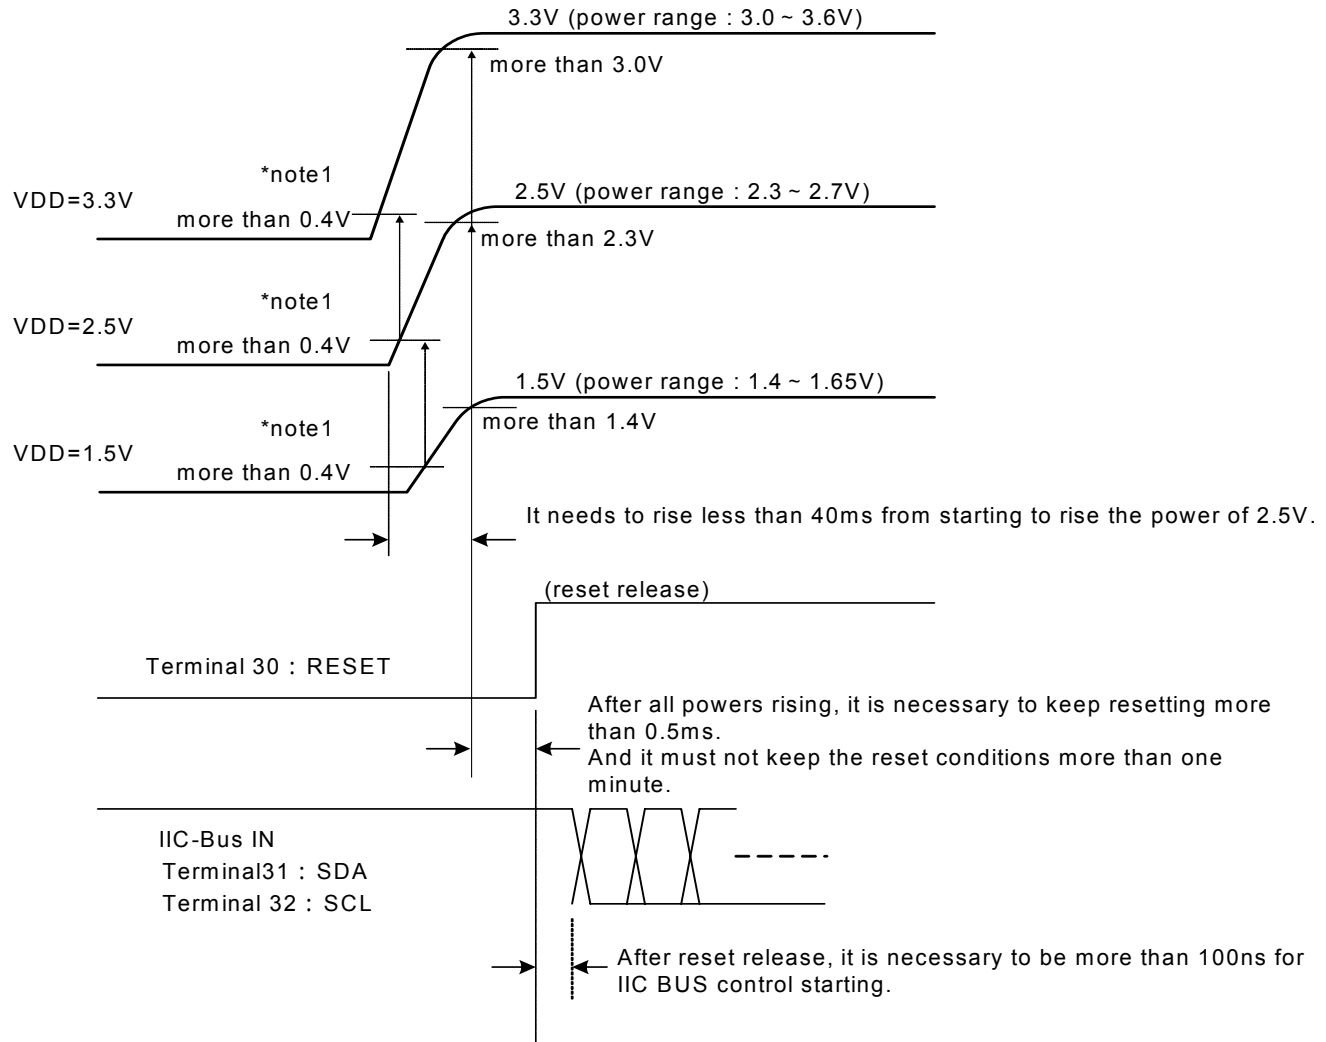 3.3V (power range : 3.0 ~ 3.6V)
more than 3.0V
*note1
VDD=3.3V
more than 0.4V
2.5V (power range : 2.3 ~ 2.7V)
more than 2.3V
*note1
VDD=2.5V
more than 0.4V
1.5V (power range : 1.4 ~ 1.65V)
more than 1.4V
*note1
VDD=1.5V
more than 0.4V
It needs to rise less than 40ms from starting to rise the power of 2.5V.
(reset release)
Terminal 30 : RESET
After all powers rising, it is necessary to keep resetting more
than 0.5ms.
And it must not keep the reset conditions more than one
minute.
IIC-Bus IN
Terminal31 : SDA
Terminal 32 : SCL
After reset release, it is necessary to be more than 100ns for
IIC BUS control starting.